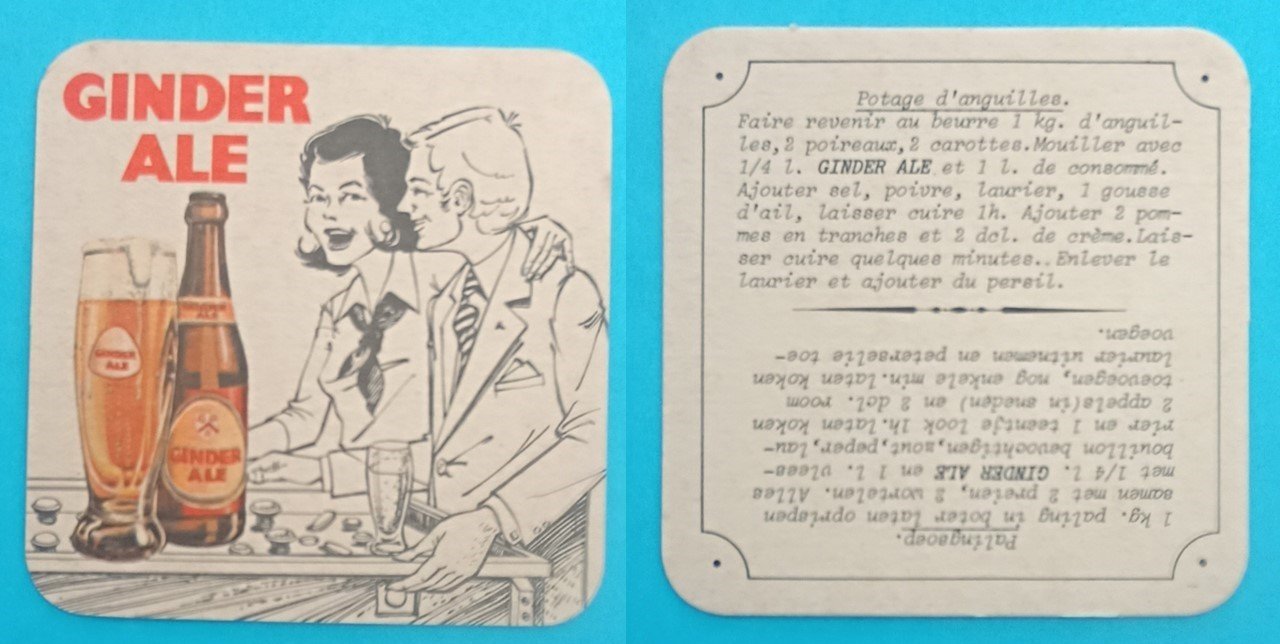 GINDER
ALE
GINDER
ALE
GINDER
ALE
GINDER
ALE
Potage d'anguilles.
Faire revenir au beurre 1 kg. d'anguil-
les,2 poireaux,2 carottes.Mouiller avec
1/4 l. GINDER ALE et 1 l. de consommé.
Ajouter sel, poivre, laurier, 1 gousse
d'ail, laisser cuire 1h. Ajouter 2 pom-
mes en tranches et 2 dcl. de crème.Lais-
ser cuire quelques minutes..Enlever le
laurier et ajouter du persil.
Palingsoep.
1 kg. paling in boter laten oprispen
samen met 2 preien, 2 wortelen. Alles
met 1/4 l. GINDER ALE en 1 l. vlees-
bouillon bevochtigen,zout,peper,lau-
rier en 1 teentje look 1h.laten koken
2 appels(in sneden) en 2 dcl. room
toevoegen, nog enkele min.laten koken
laurier uitnemen en peterselie toe-
voegen.